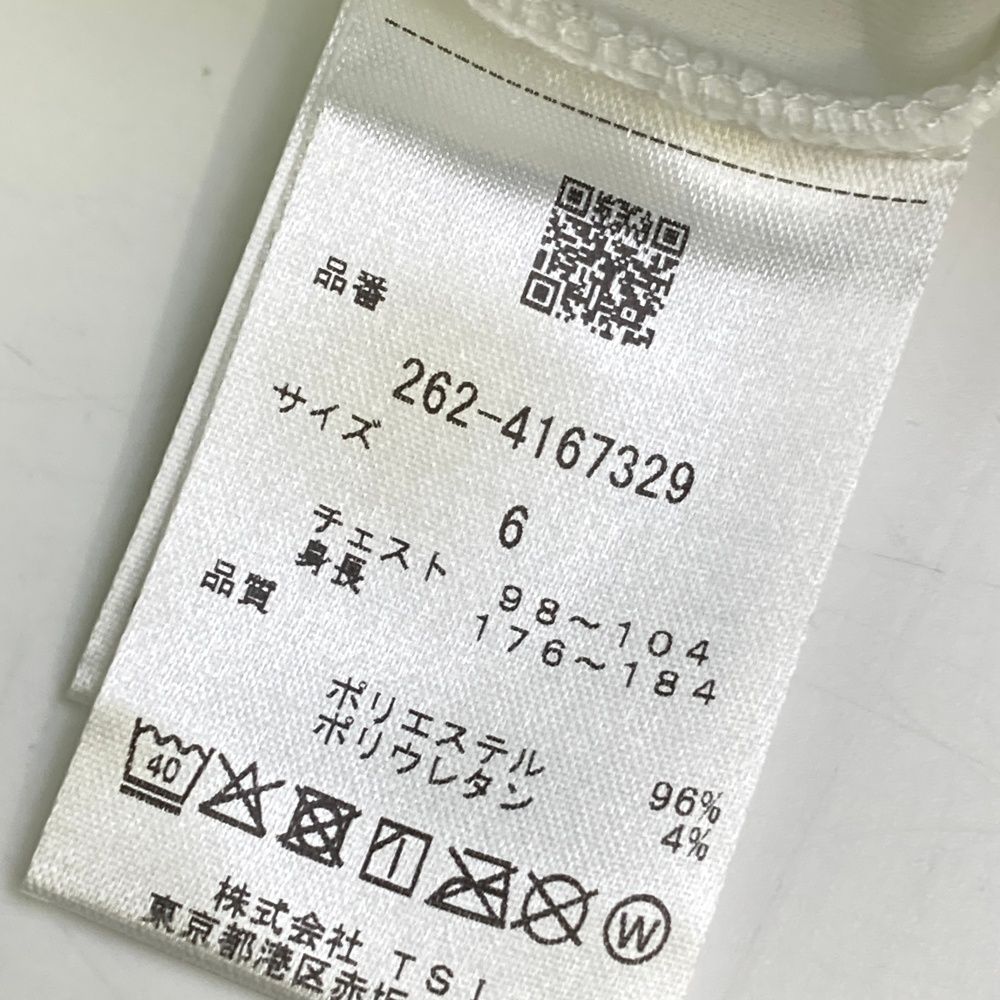 品番
262-4167329
サイズ
6
チェスト 98〜104
身長 176〜184
品質
ポリエステル 96%
ポリウレタン 4%
40
W
株式会社 TSI
東京都港区赤坂